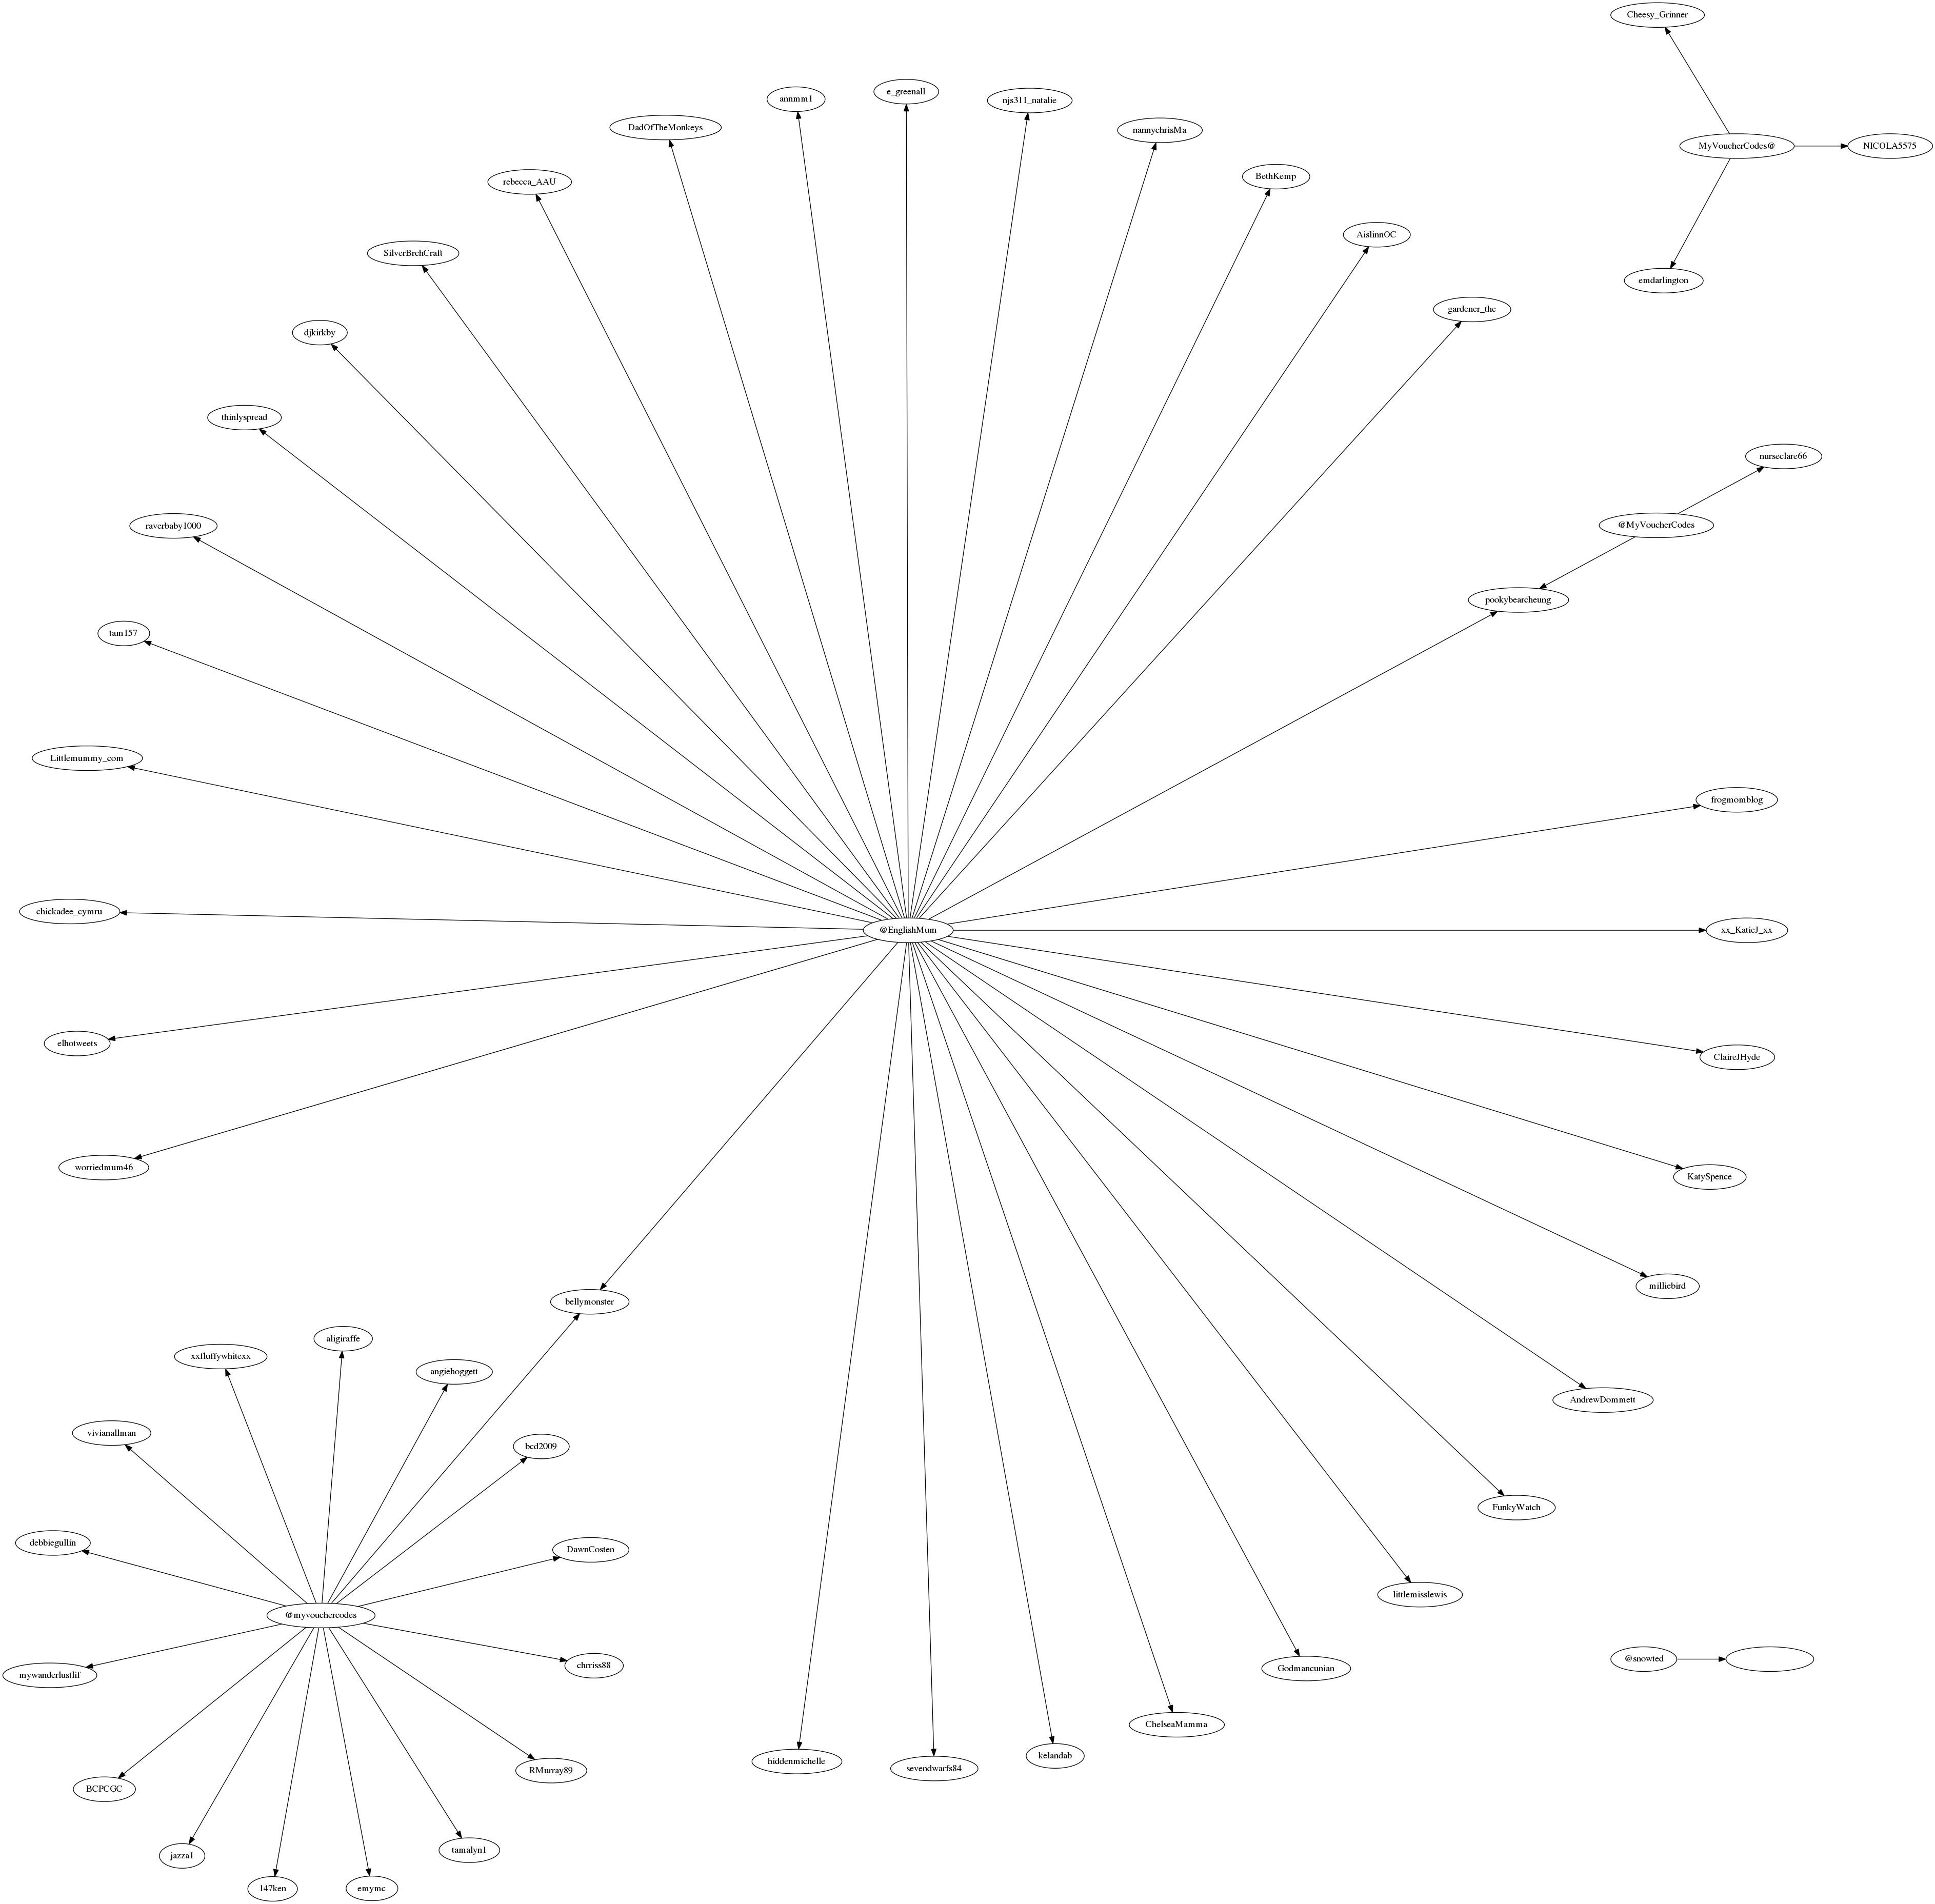 Cheesy_Grinner
e_greenall
annmm1
njs311_natalie
DadOfTheMonkeys
nannychrisMa
MyVoucherCodes@
NICOLA5575
BethKemp
rebecca_AAU
AislinnOC
SilverBrchCraft
emdarlington
gardener_the
djkirkby
thinlyspread
nurseclare66
raverbaby1000
@MyVoucherCodes
pookybearcheung
tam157
Littlemummy_com
frogmomblog
chickadee_cymru
@EnglishMum
xx_KatieJ_xx
elhotweets
ClaireJHyde
worriedmum46
KatySpence
milliebird
bellymonster
aligiraffe
xxfluffywhitexx
angiehoggett
AndrewDommett
vivianallman
bcd2009
FunkyWatch
debbiegullin
DawnCosten
littlemisslewis
@myvouchercodes
@snowted
chrriss88
Godmancunian
mywanderlustlif
ChelseaMamma
kelandab
hiddenmichelle
sevendwarfs84
RMurray89
BCPCGC
tamalyn1
jazza1
147ken
emymc